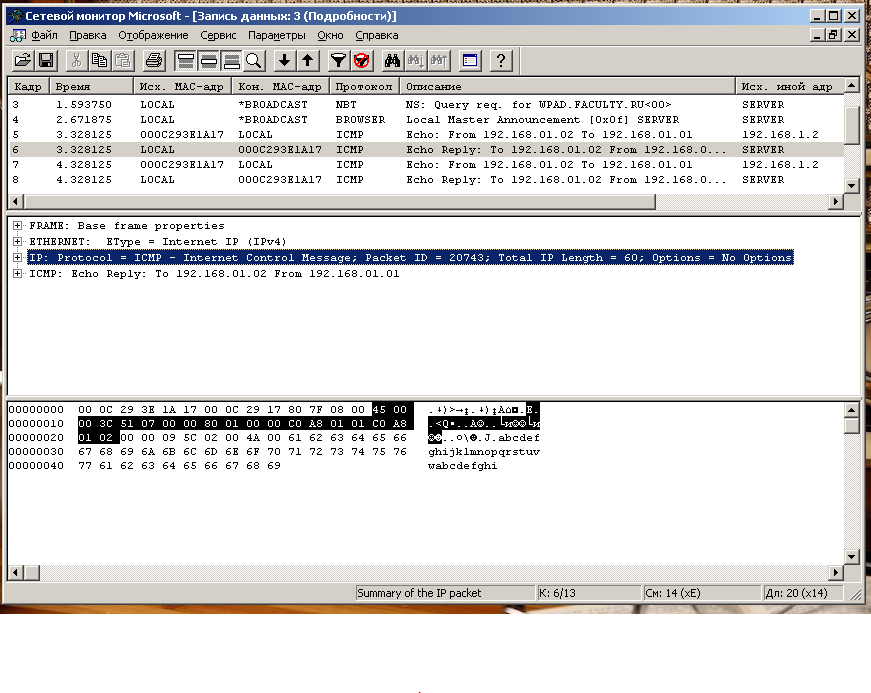 Сетевой монитор Microsoft - [Запись данных: 3 (Подробности)]
Файл Правка Отображение Сервис Параметры Окно Справка
Кадр Время Исх. MAC-адр Кон. MAC-адр Протокол Описание Исх. иной адр
3 1.593750 LOCAL *BROADCAST NBT NS: Query req. for WPAD.FACULTY.RU<00> SERVER
4 2.671875 LOCAL *BROADCAST BROWSER Local Master Announcement [0x0f] SERVER SERVER
5 3.328125 000C293E1A17 LOCAL ICMP Echo: From 192.168.01.02 To 192.168.01.01 192.168.1.2
6 3.328125 LOCAL 000C293E1A17 ICMP Echo Reply: To 192.168.01.02 From 192.168.0... SERVER
7 4.328125 000C293E1A17 LOCAL ICMP Echo: From 192.168.01.02 To 192.168.01.01 192.168.1.2
8 4.328125 LOCAL 000C293E1A17 ICMP Echo Reply: To 192.168.01.02 From 192.168.0... SERVER
FRAME: Base frame properties
ETHERNET: EType = Internet IP (IPv4)
IP: Protocol = ICMP - Internet Control Message; Packet ID = 20743; Total IP Length = 60; Options = No Options
ICMP: Echo Reply: To 192.168.01.02 From 192.168.01.01
00000000 00 0C 29 3E 1A 17 00 0C 29 17 80 7F 08 00 45 00 .♀)>→↨.♀)↨А⌂◘.E.
00000010 00 3C 51 07 00 00 80 01 00 00 C0 A8 01 01 C0 A8 .<Q•..А☺..└и☺☺└и
00000020 01 02 00 00 09 5C 02 00 4A 00 61 62 63 64 65 66 ☺☻..○\☻.J.abcdef
00000030 67 68 69 6A 6B 6C 6D 6E 6F 70 71 72 73 74 75 76 ghijklmnopqrstuv
00000040 77 61 62 63 64 65 66 67 68 69 wabcdefghi
Summary of the IP packet К: 6/13 См: 14 (xE) Дл: 20 (x14)